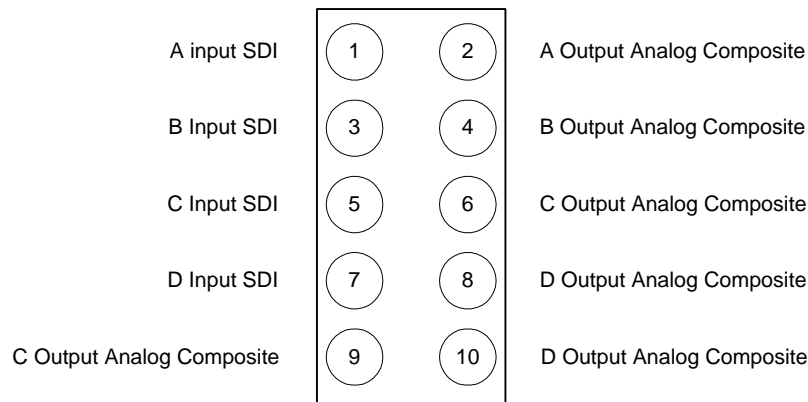 A input SDI 1 2 A Output Analog Composite
B Input SDI 3 4 B Output Analog Composite
C Input SDI 5 6 C Output Analog Composite
D Input SDI 7 8 D Output Analog Composite
C Output Analog Composite 9 10 D Output Analog Composite